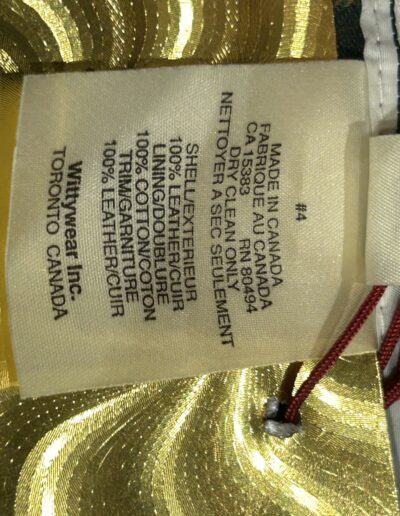 #4
MADE IN CANADA
FABRIQUE AU CANADA
CA 15383 RN 80494
DRY CLEAN ONLY
NETTOYER A SEC SEULEMENT
SHELL/EXTERIEUR
100% LEATHER/CUIR
LINING/DOUBLURE
100% COTTON/COTON
TRIM/GARNITURE
100% LEATHER/CUIR
Wittywear Inc.
TORONTO CANADA